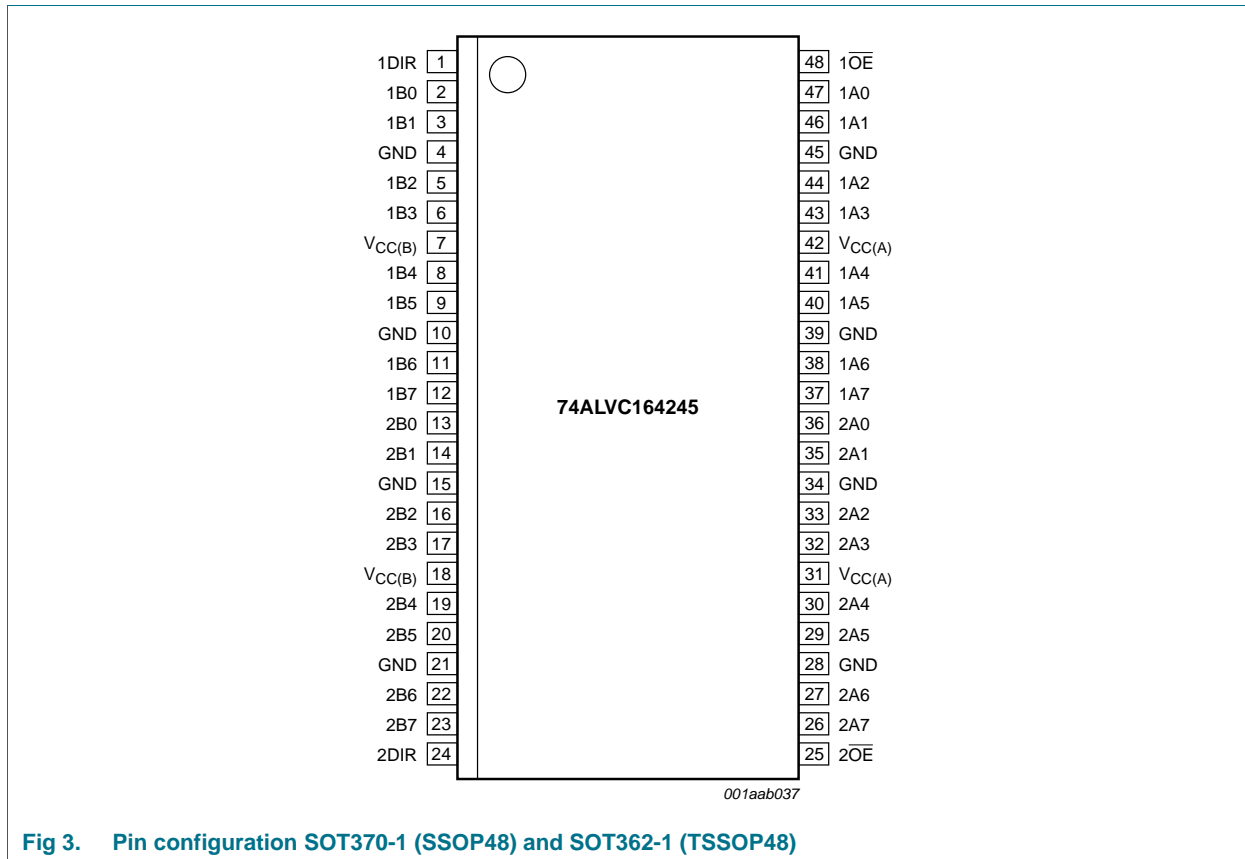 1DIR 1 48 1O̅E̅
1B0 2 47 1A0
1B1 3 46 1A1
GND 4 45 GND
1B2 5 44 1A2
1B3 6 43 1A3
VCC(B) 7 42 VCC(A)
1B4 8 41 1A4
1B5 9 40 1A5
GND 10 39 GND
1B6 11 38 1A6
1B7 12 37 1A7
74ALVC164245
2B0 13 36 2A0
2B1 14 35 2A1
GND 15 34 GND
2B2 16 33 2A2
2B3 17 32 2A3
VCC(B) 18 31 VCC(A)
2B4 19 30 2A4
2B5 20 29 2A5
GND 21 28 GND
2B6 22 27 2A6
2B7 23 26 2A7
2DIR 24 25 2O̅E̅
001aab037
Fig 3. Pin configuration SOT370-1 (SSOP48) and SOT362-1 (TSSOP48)